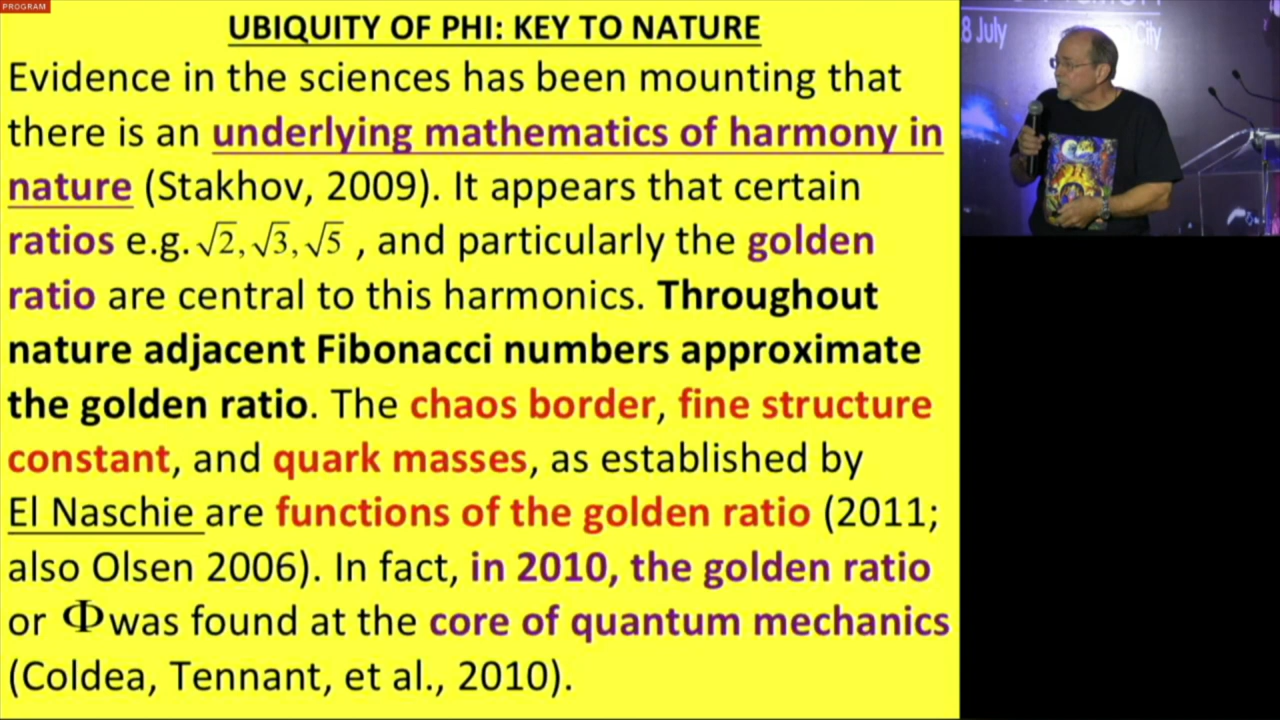 PROGRAM
UBIQUITY OF PHI: KEY TO NATURE
Evidence in the sciences has been mounting that
there is an underlying mathematics of harmony in
nature (Stakhov, 2009). It appears that certain
ratios e.g. √2, √3, √5 , and particularly the golden
ratio are central to this harmonics. Throughout
nature adjacent Fibonacci numbers approximate
the golden ratio. The chaos border, fine structure
constant, and quark masses, as established by
El Naschie are functions of the golden ratio (2011;
also Olsen 2006). In fact, in 2010, the golden ratio
or Φ was found at the core of quantum mechanics
(Coldea, Tennant, et al., 2010).
8 July
City